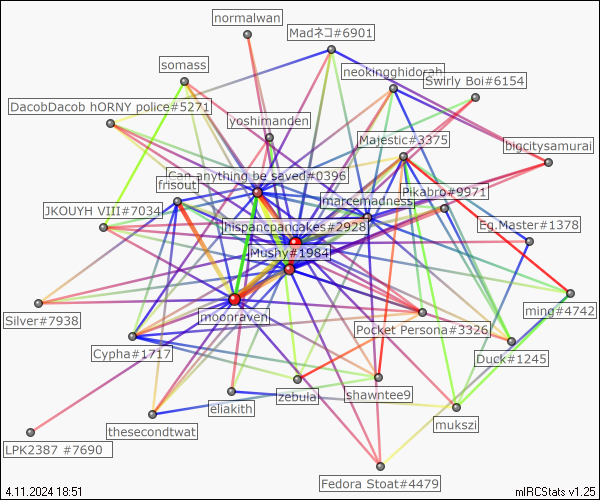 normalwan
Madネコ#6901
somass
neokingghidorah
Swirly Boi#6154
DacobDacob hORNY police#5271
yoshimanden
Majestic#3375
bigcitysamurai
Can anything be saved#0396
frisout
Pikabro#9971
marcemadness
JKOUYH VIII#7034
hispancpancakes#2928
Eg.Master#1378
Mushy#1984
ming#4742
Silver#7938
moonraven
Pocket Persona#3326
Cypha#1717
Duck#1245
zebula
shawntee9
eliakith
mukszi
thesecondtwat
LPK2387 #7690
Fedora Stoat#4479
4.11.2024 18:51
mIRCStats v1.25